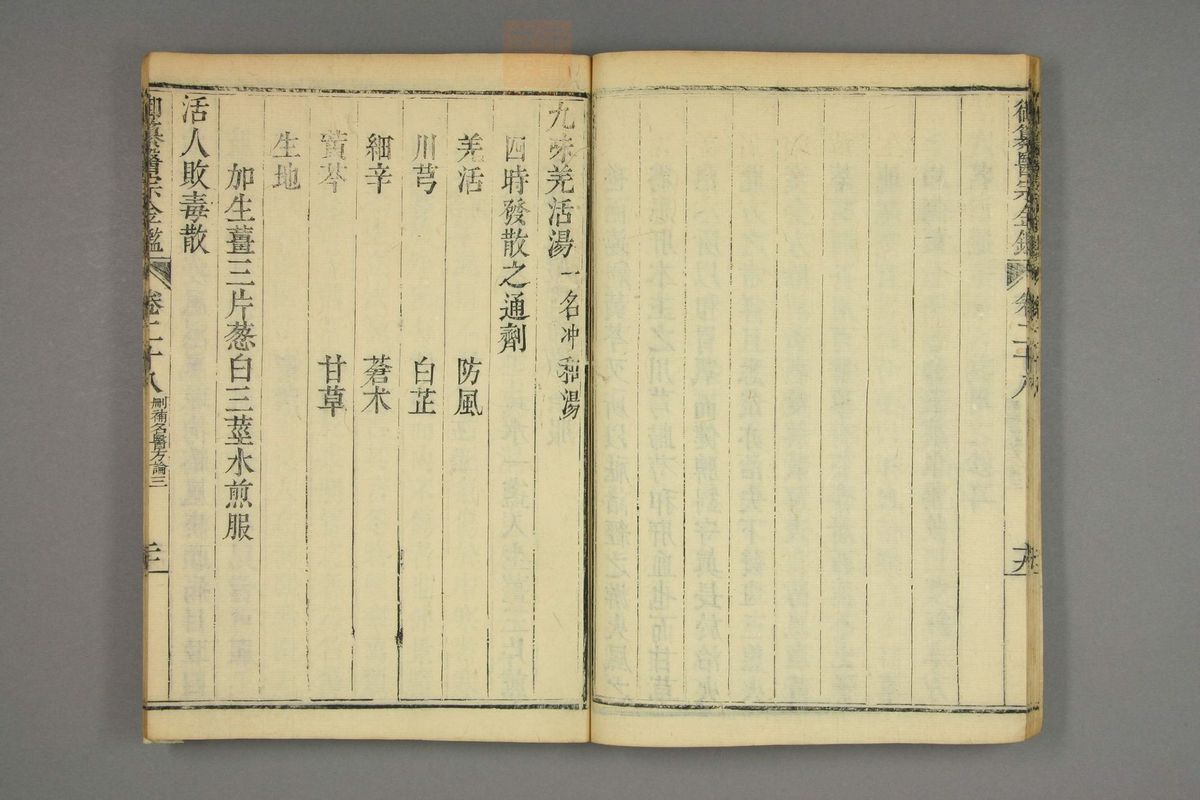 御纂醫宗金鑑 卷二十八
九味羌活湯 一名冲和湯
四時發散之通劑
羌活 防風
川芎 白芷
細辛 蒼木
黃芩 甘草
生地
加生薑三片葱白三莖水煎服
活人敗毒散
御纂醫宗金鑑 卷二十八 刪補名醫方論三